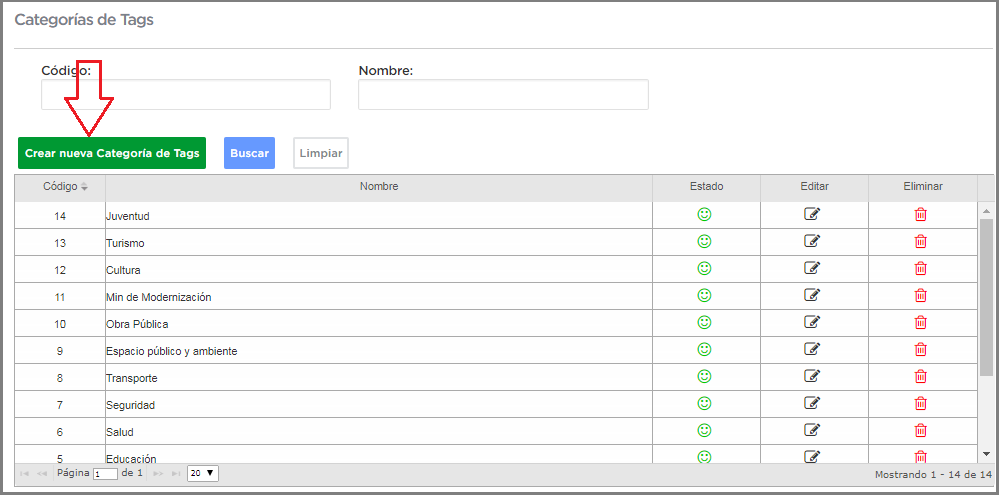 Categorías de Tags
Código: Nombre:
Crear nueva Categoría de Tags Buscar Limpiar
Código Nombre Estado Editar Eliminar
14 Juventud
13 Turismo
12 Cultura
11 Min de Modernización
10 Obra Pública
9 Espacio público y ambiente
8 Transporte
7 Seguridad
6 Salud
5 Educación
Página 1 de 1 20 Mostrando 1 - 14 de 14